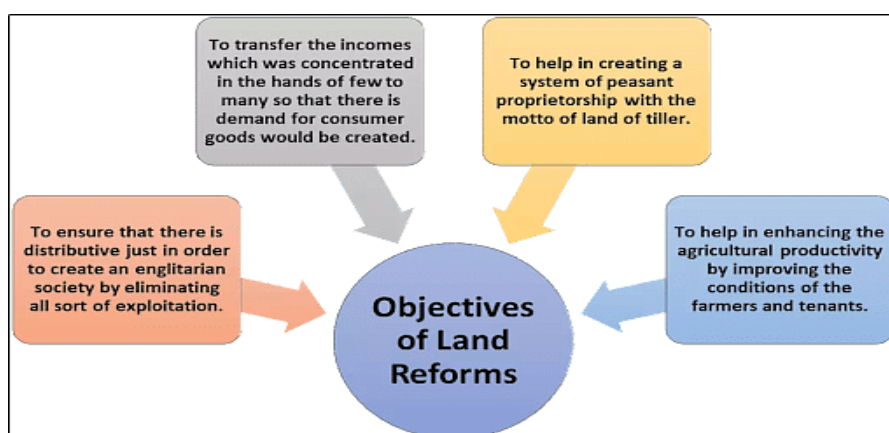 To transfer the incomes
which was concentrated
in the hands of few to
many so that there is
demand for consumer
goods would be created.
To help in creating a
system of peasant
proprietorship with the
motto of land of tiller.
To ensure that there is
distributive just in order
to create an englitarian
society by eliminating
all sort of exploitation.
To help in enhancing the
agricultural productivity
by improving the
conditions of the
farmers and tenants.
Objectives
of Land
Reforms